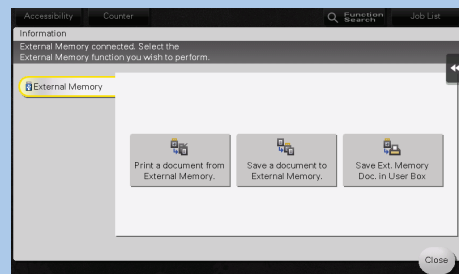 Accessibility
Counter
Function
Search
Job List
Information
External Memory connected. Select the
External Memory function you wish to perform.
External Memory
Print a document from
External Memory.
Save a document to
External Memory.
Save Ext. Memory
Doc. in User Box
Close